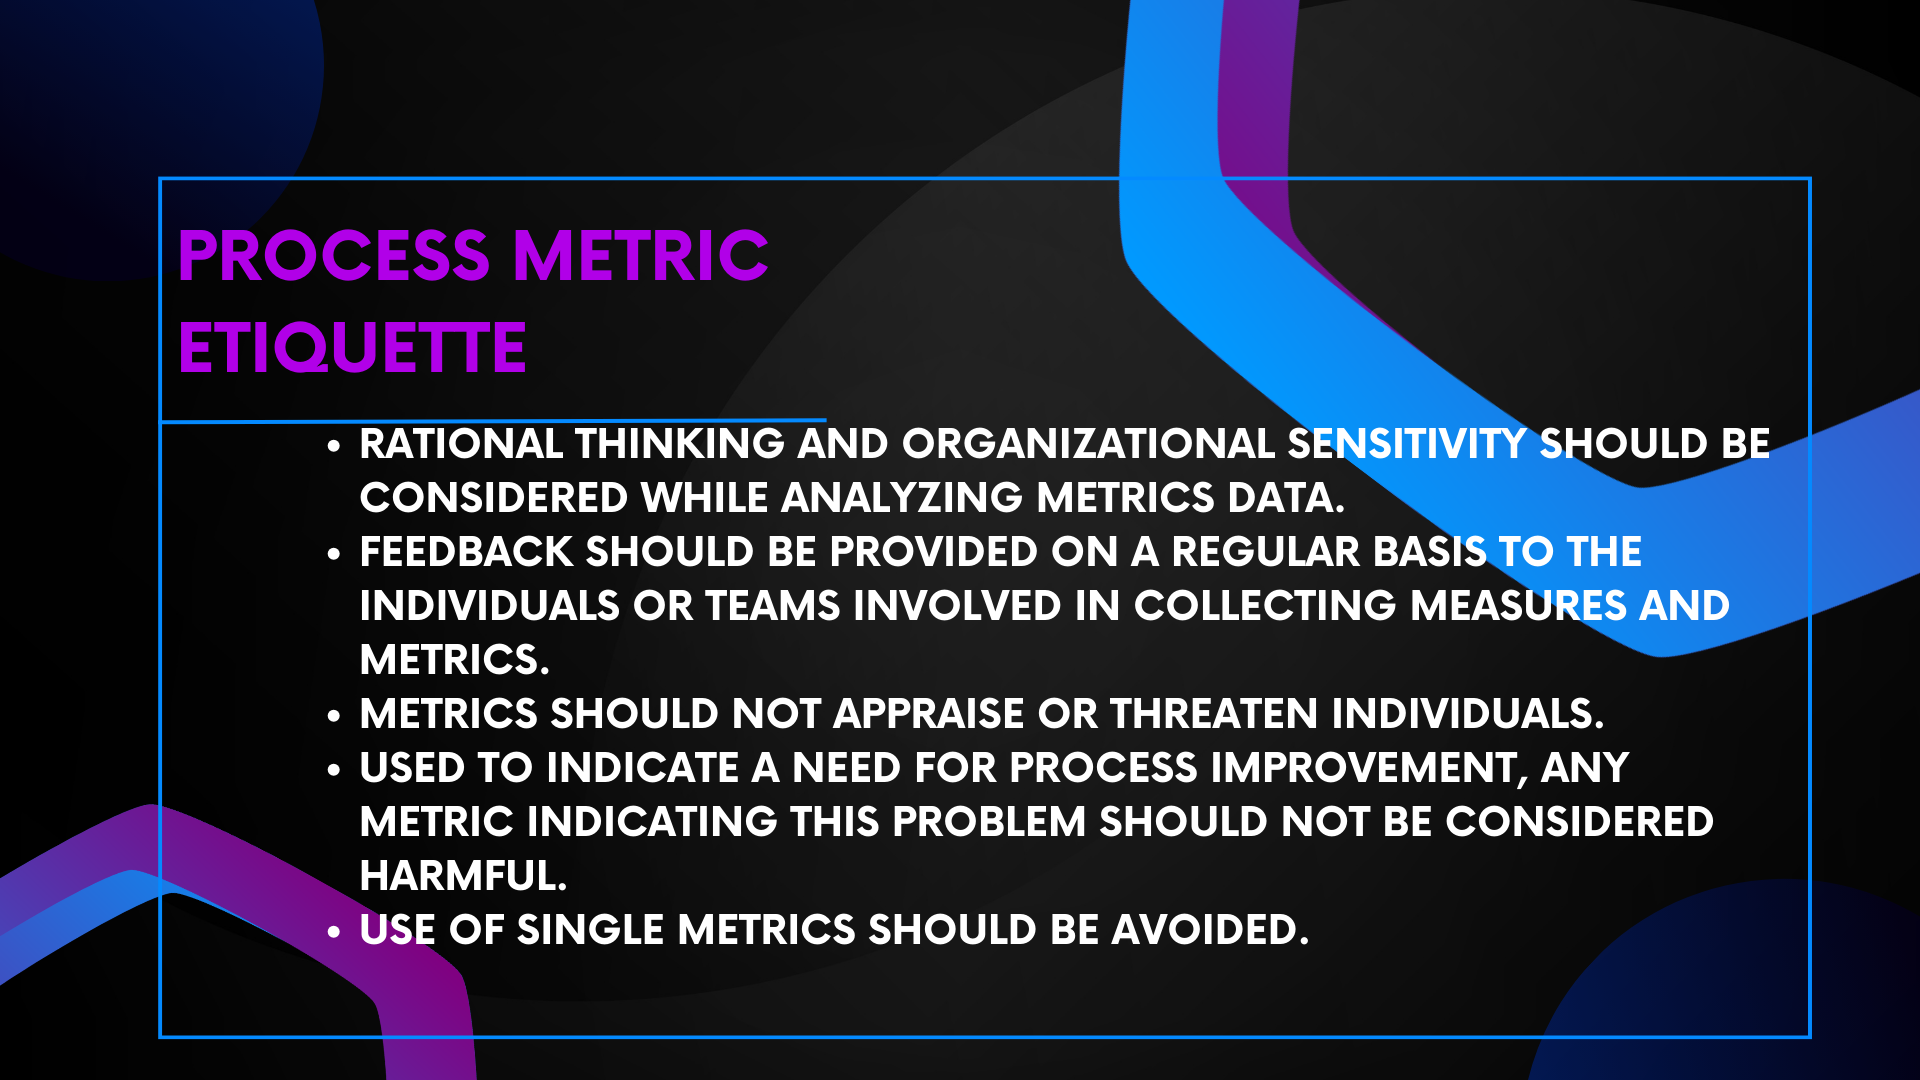 PROCESS METRIC
ETIQUETTE
• RATIONAL THINKING AND ORGANIZATIONAL SENSITIVITY SHOULD BE
CONSIDERED WHILE ANALYZING METRICS DATA.
• FEEDBACK SHOULD BE PROVIDED ON A REGULAR BASIS TO THE
INDIVIDUALS OR TEAMS INVOLVED IN COLLECTING MEASURES AND
METRICS.
• METRICS SHOULD NOT APPRAISE OR THREATEN INDIVIDUALS.
• USED TO INDICATE A NEED FOR PROCESS IMPROVEMENT, ANY
METRIC INDICATING THIS PROBLEM SHOULD NOT BE CONSIDERED
HARMFUL.
• USE OF SINGLE METRICS SHOULD BE AVOIDED.